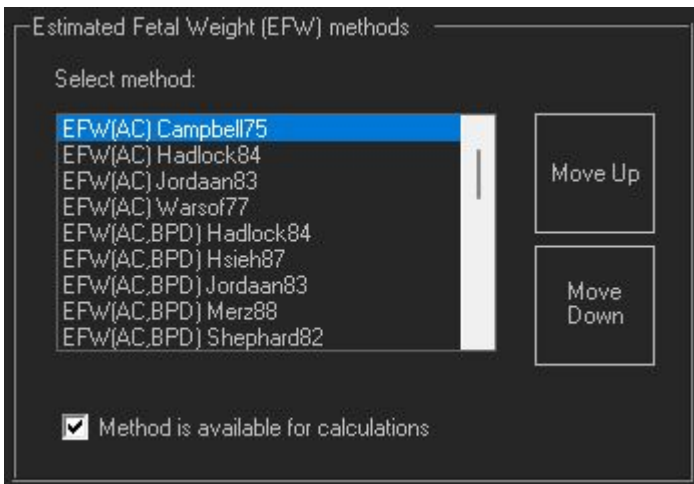 Estimated Fetal Weight (EFW) methods
Select method:
EFW(AC) Campbell75
EFW(AC) Hadlock84
EFW(AC) Jordaan83
EFW(AC) Warsof77
EFW(AC,BPD) Hadlock84
EFW(AC,BPD) Hsieh87
EFW(AC,BPD) Jordaan83
EFW(AC,BPD) Merz88
EFW(AC,BPD) Shephard82
Move Up
Move
Down
Method is available for calculations